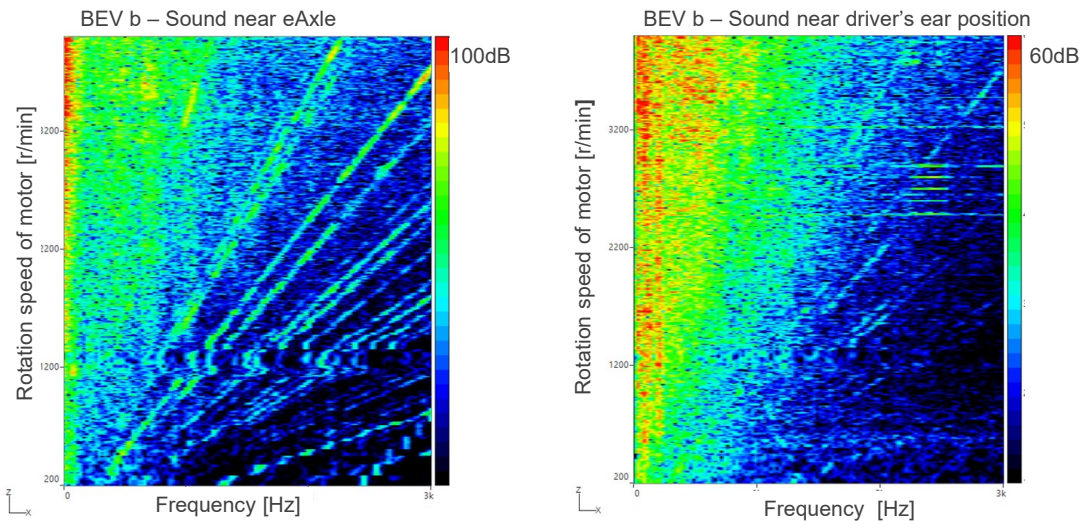 BEV b – Sound near eAxle
BEV b – Sound near driver's ear position
100dB
60dB
Rotation speed of motor [r/min]
3200
2200
1200
200
0
3k
Frequency [Hz]
z
x
Rotation speed of motor [r/min]
3200
2200
1200
200
0
3k
Frequency [Hz]
z
x